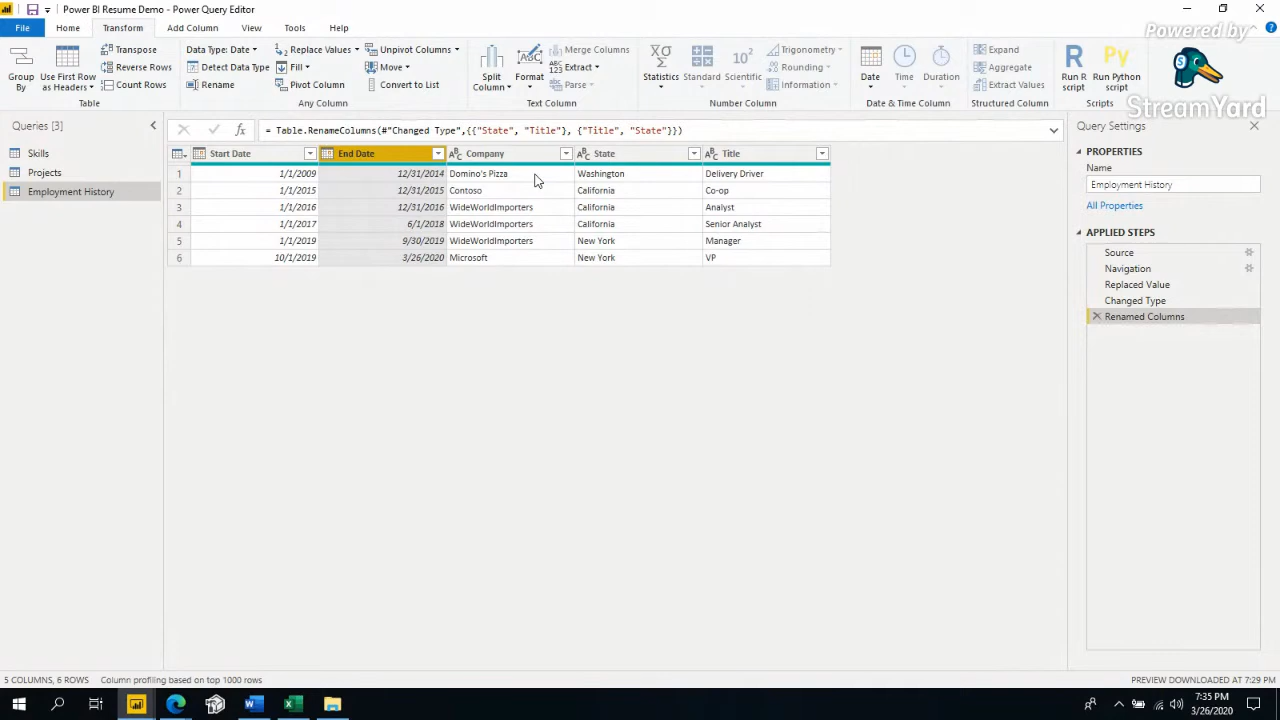 Power BI Resume Demo - Power Query Editor
File Home Transform Add Column View Tools Help
Powered by
StreamYard
Group By
Use First Row as Headers
Transpose
Reverse Rows
Count Rows
Table
Data Type: Date
Detect Data Type
Rename
Replace Values
Fill
Pivot Column
Unpivot Columns
Move
Convert to List
Any Column
Split Column
Format
Merge Columns
Extract
Parse
Text Column
Statistics
Standard
Scientific
Trigonometry
Rounding
Information
Number Column
Date
Time
Duration
Date & Time Column
Expand
Aggregate
Extract Values
Structured Column
Run R script
Run Python script
Scripts
Queries [3]
Skills
Projects
Employment History
= Table.RenameColumns(#"Changed Type",{{"State", "Title"}, {"Title", "State"}})
Start Date End Date Company State Title
1 1/1/2009 12/31/2014 Domino's Pizza Washington Delivery Driver
2 1/1/2015 12/31/2015 Contoso California Co-op
3 1/1/2016 12/31/2016 WideWorldImporters California Analyst
4 1/1/2017 6/1/2018 WideWorldImporters California Senior Analyst
5 1/1/2019 9/30/2019 WideWorldImporters New York Manager
6 10/1/2019 3/26/2020 Microsoft New York VP
Query Settings
PROPERTIES
Name
Employment History
All Properties
APPLIED STEPS
Source
Navigation
Replaced Value
Changed Type
Renamed Columns
5 COLUMNS, 6 ROWS Column profiling based on top 1000 rows
PREVIEW DOWNLOADED AT 7:29 PM
7:35 PM
3/26/2020